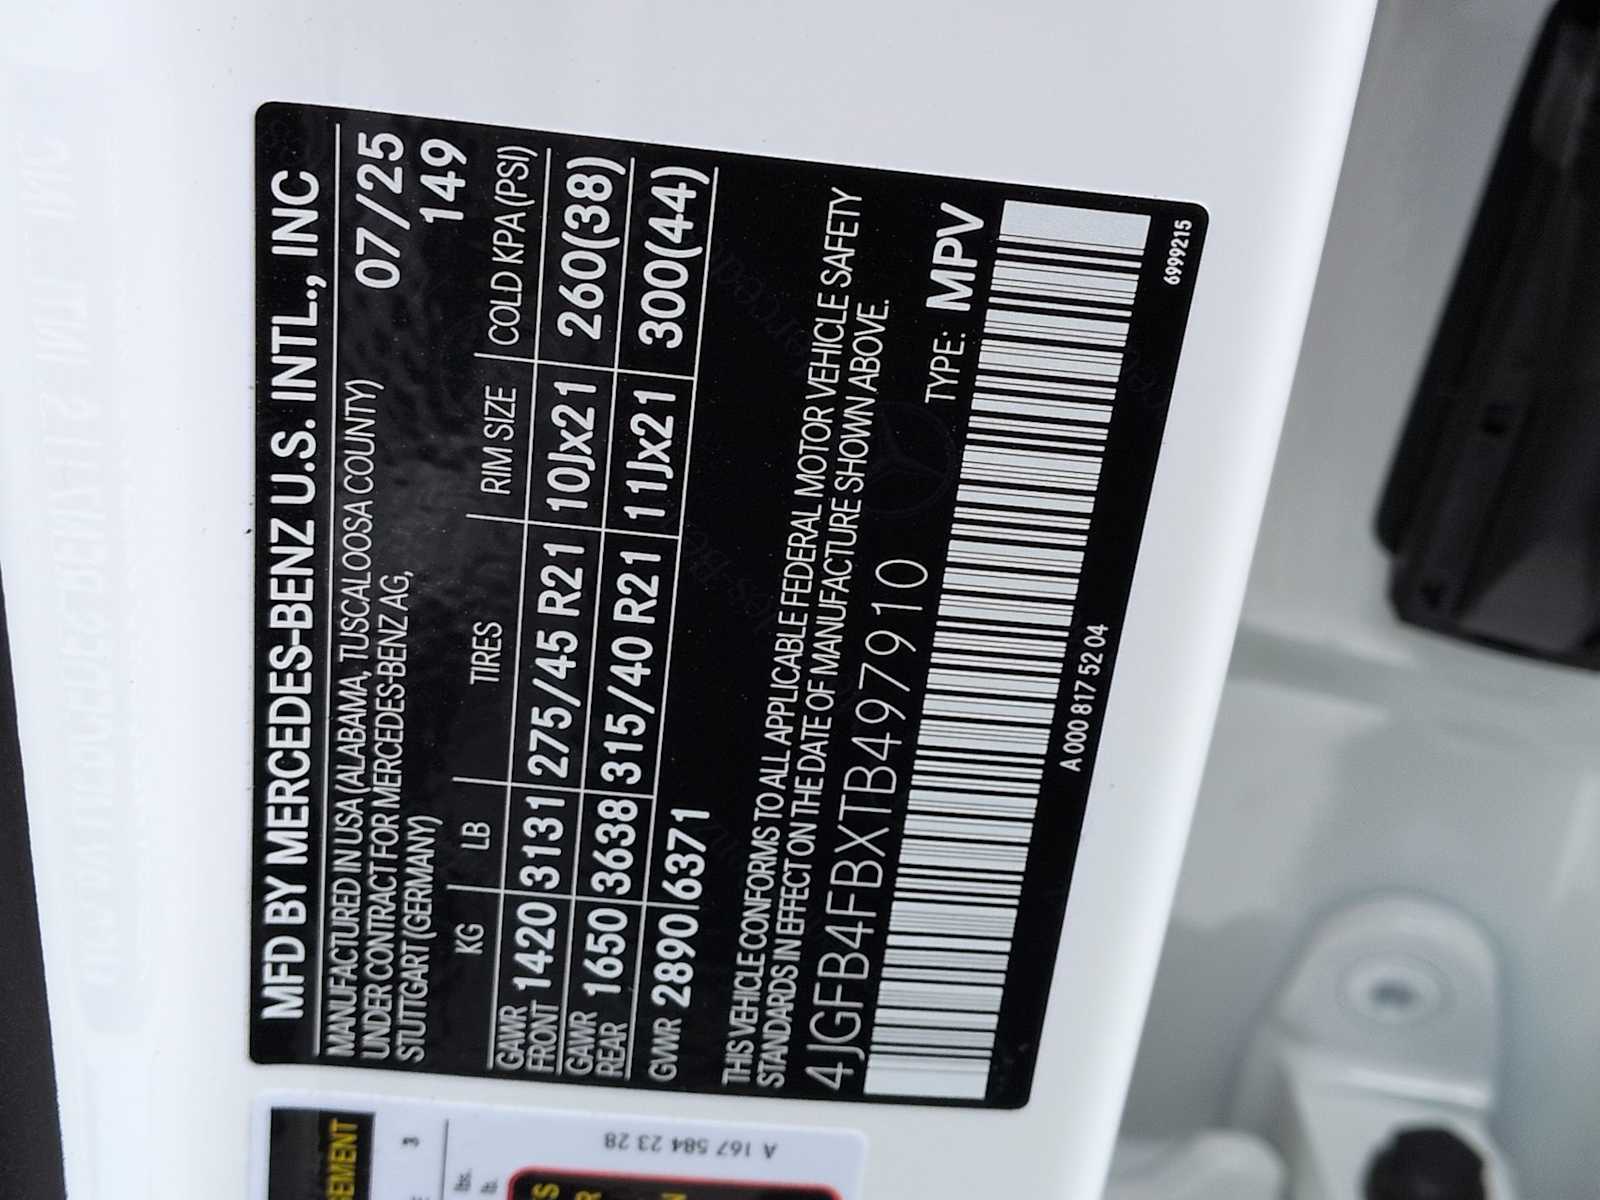 MFD BY MERCEDES-BENZ U.S. INTL., INC
MANUFACTURED IN USA (ALABAMA, TUSCALOOSA COUNTY) 07/25
UNDER CONTRACT FOR MERCEDES-BENZ AG, 149
STUTTGART (GERMANY)
KG LB TIRES RIM SIZE COLD KPA (PSI)
GAWR FRONT 1420 3131 275/45 R21 10Jx21 260(38)
GAWR REAR 1650 3638 315/40 R21 11Jx21 300(44)
GVWR 2890 6371
THIS VEHICLE CONFORMS TO ALL APPLICABLE FEDERAL MOTOR VEHICLE SAFETY
STANDARDS IN EFFECT ON THE DATE OF MANUFACTURE SHOWN ABOVE.
4JGFB4FBXTB497910 TYPE: MPV
A 000 817 52 04 6999215
A 167 584 23 28
3
lbs.
lb.